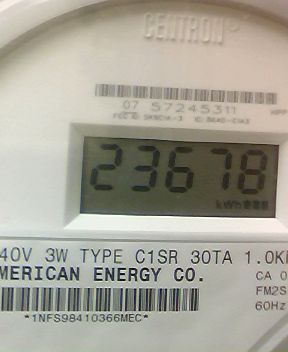 CENTRON®
07 57245311
23678
kWh
40V 3W TYPE C1SR 30TA 1.0K
MERICAN ENERGY CO.
CA 0
FM2S
60Hz
*1NFS98410366MEC*